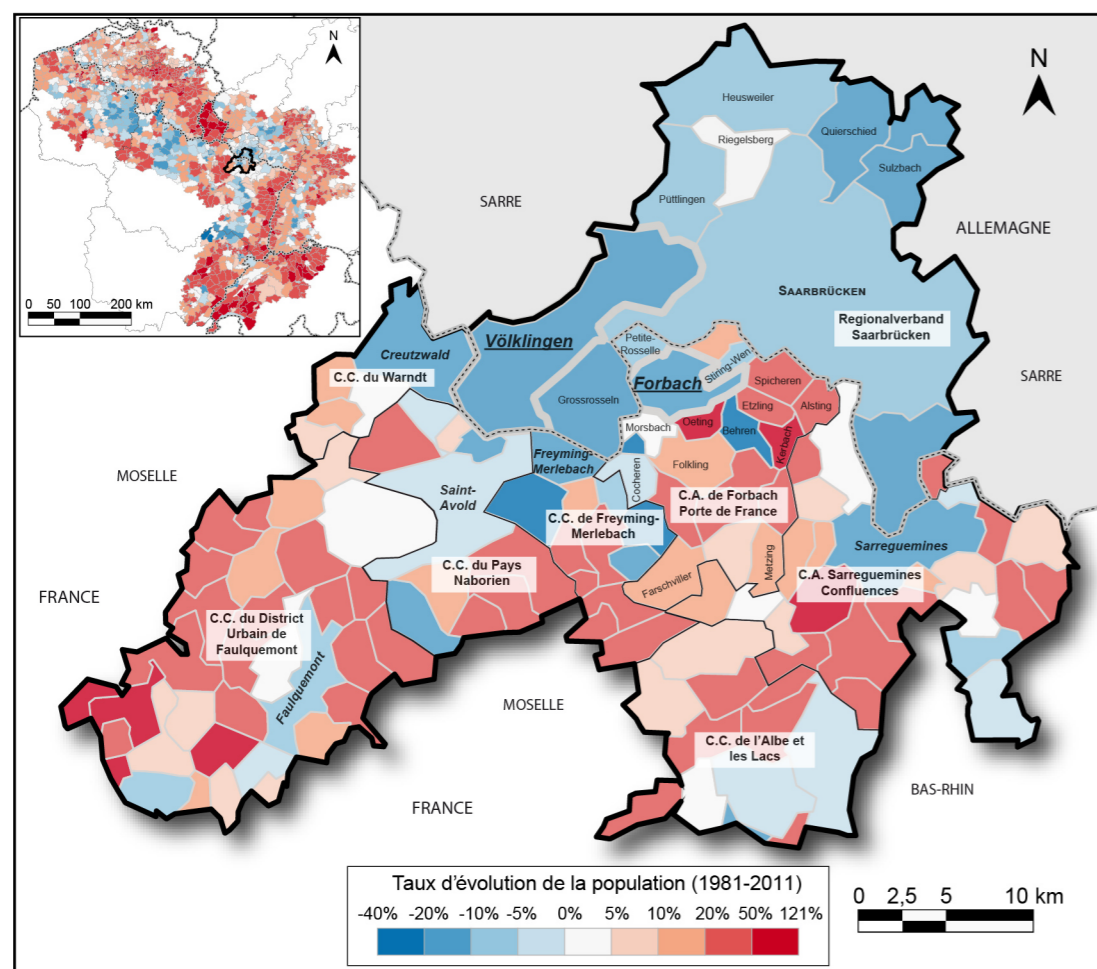 N
0 50 100 200 km
N
Heusweiler
Riegelsberg
Quierschied
Sulzbach
SARRE
Püttlingen
ALLEMAGNE
SAARBRÜCKEN
Regionalverband
Saarbrücken
SARRE
Völklingen
Creutzwald
C.C. du Warndt
Petite-
Rosselle
Stiring-Wen
Forbach
Grossrosseln
Spicheren
Etzling
Alsting
Morsbach
Oeting
Behren
Kerbach
MOSELLE
Freyming-
Merlebach
Cocheren
Folkling
Saint-
Avold
C.A. de Forbach
Porte de France
C.C. de Freyming-
Merlebach
Sarreguemines
C.C. du Pays
Naborien
Farschviller
Metzing
C.A. Sarreguemines
Confluences
FRANCE
C.C. du District
Urbain de
Faulquemont
Faulquemont
MOSELLE
C.C. de l'Albe et
les Lacs
BAS-RHIN
FRANCE
Taux d'évolution de la population (1981-2011)
-40% -20% -10% -5% 0% 5% 10% 20% 50% 121%
0 2,5 5 10 km